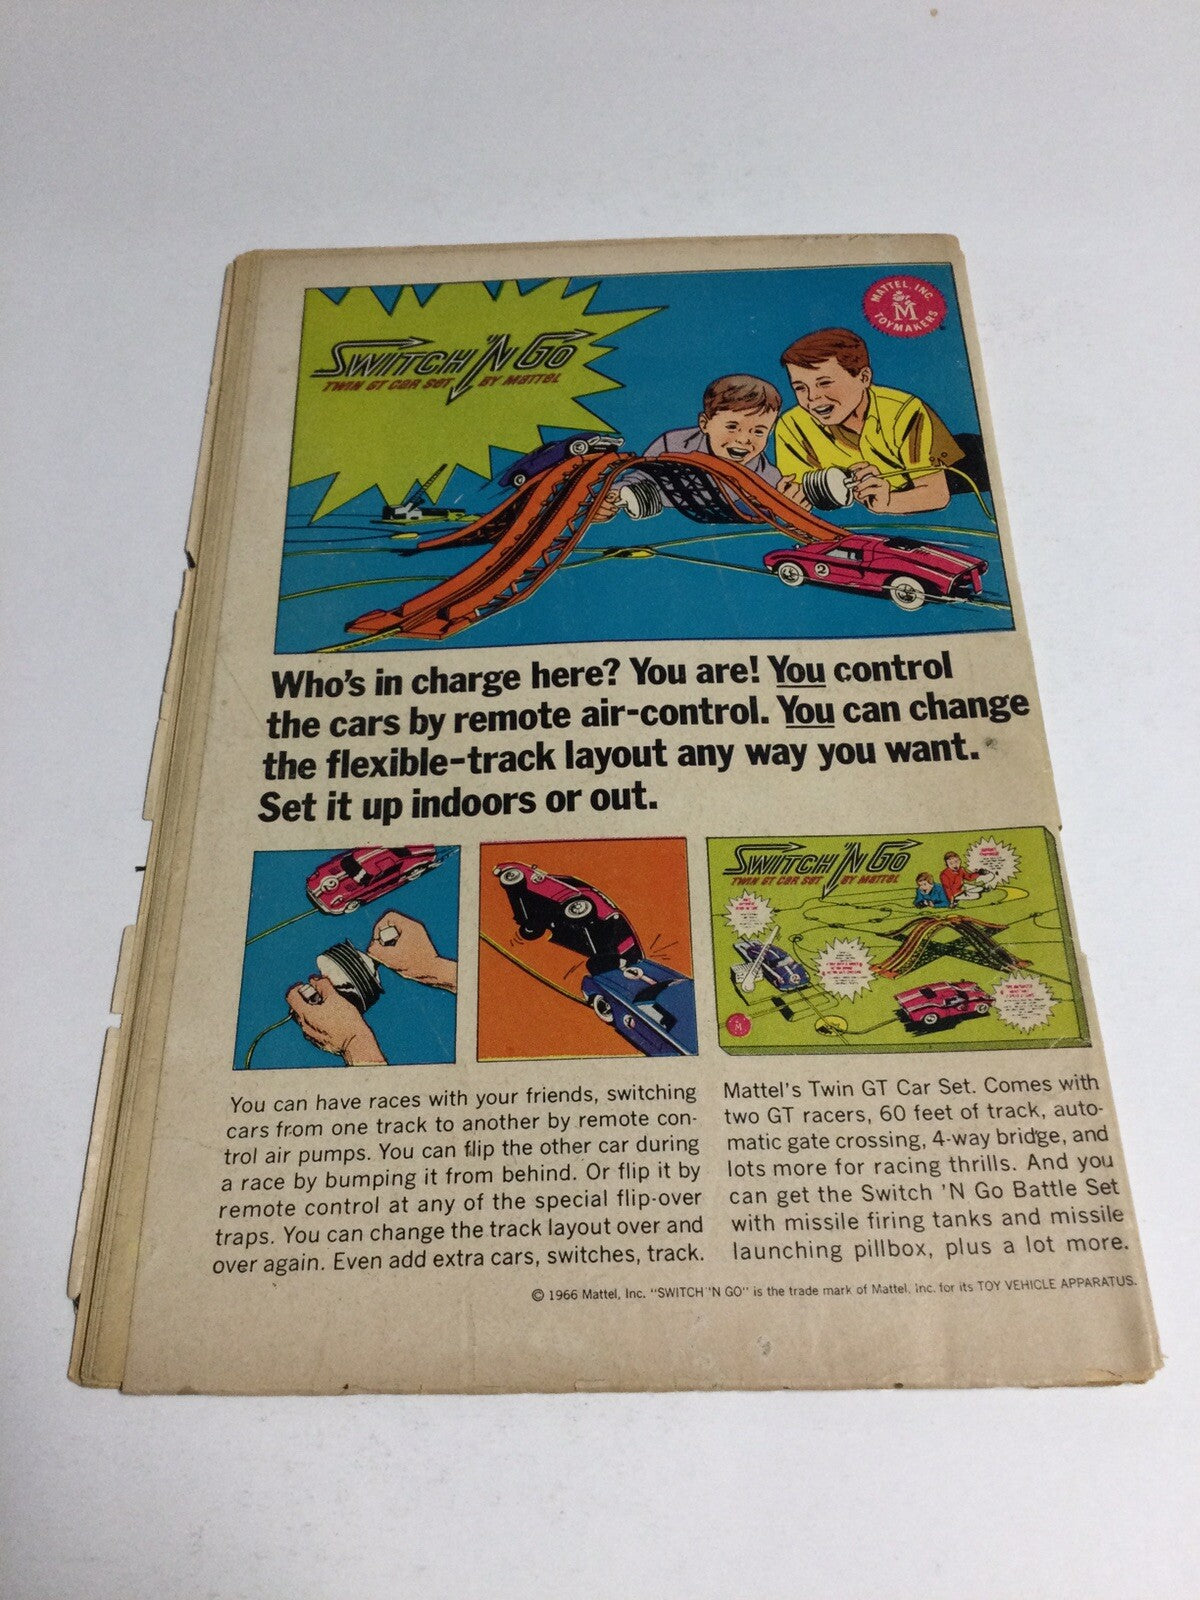 MATTEL, INC.
M
TOYMAKERS
SWITCH 'N GO
TWIN GT CAR SET BY MATTEL
2
Who's in charge here? You are! You control
the cars by remote air-control. You can change
the flexible-track layout any way you want.
Set it up indoors or out.
SWITCH 'N GO
TWIN GT CAR SET BY MATTEL
M
You can have races with your friends, switching
cars from one track to another by remote con-
trol air pumps. You can flip the other car during
a race by bumping it from behind. Or flip it by
remote control at any of the special flip-over
traps. You can change the track layout over and
over again. Even add extra cars, switches, track.
Mattel's Twin GT Car Set. Comes with
two GT racers, 60 feet of track, auto-
matic gate crossing, 4-way bridge, and
lots more for racing thrills. And you
can get the Switch 'N Go Battle Set
with missile firing tanks and missile
launching pillbox, plus a lot more.
© 1966 Mattel, Inc. "SWITCH 'N GO" is the trade mark of Mattel, Inc. for its TOY VEHICLE APPARATUS.